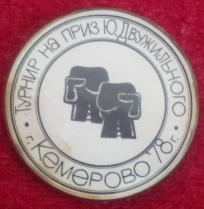 ТУРНИР НА ПРИЗ Ю. ДВУЖИЛЬНОГО
г. КЕМЕРОВО 78г.